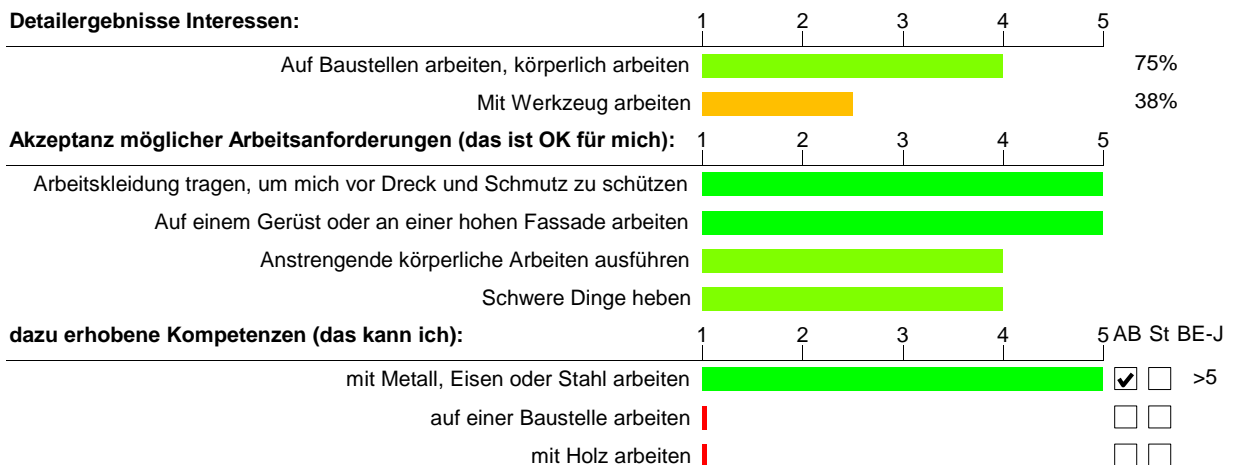 Detailergebnisse Interessen: 1 2 3 4 5
Auf Baustellen arbeiten, körperlich arbeiten 75%
Mit Werkzeug arbeiten 38%
Akzeptanz möglicher Arbeitsanforderungen (das ist OK für mich): 1 2 3 4 5
Arbeitskleidung tragen, um mich vor Dreck und Schmutz zu schützen
Auf einem Gerüst oder an einer hohen Fassade arbeiten
Anstrengende körperliche Arbeiten ausführen
Schwere Dinge heben
dazu erhobene Kompetenzen (das kann ich): 1 2 3 4 5 AB St BE-J
mit Metall, Eisen oder Stahl arbeiten >5
auf einer Baustelle arbeiten
mit Holz arbeiten